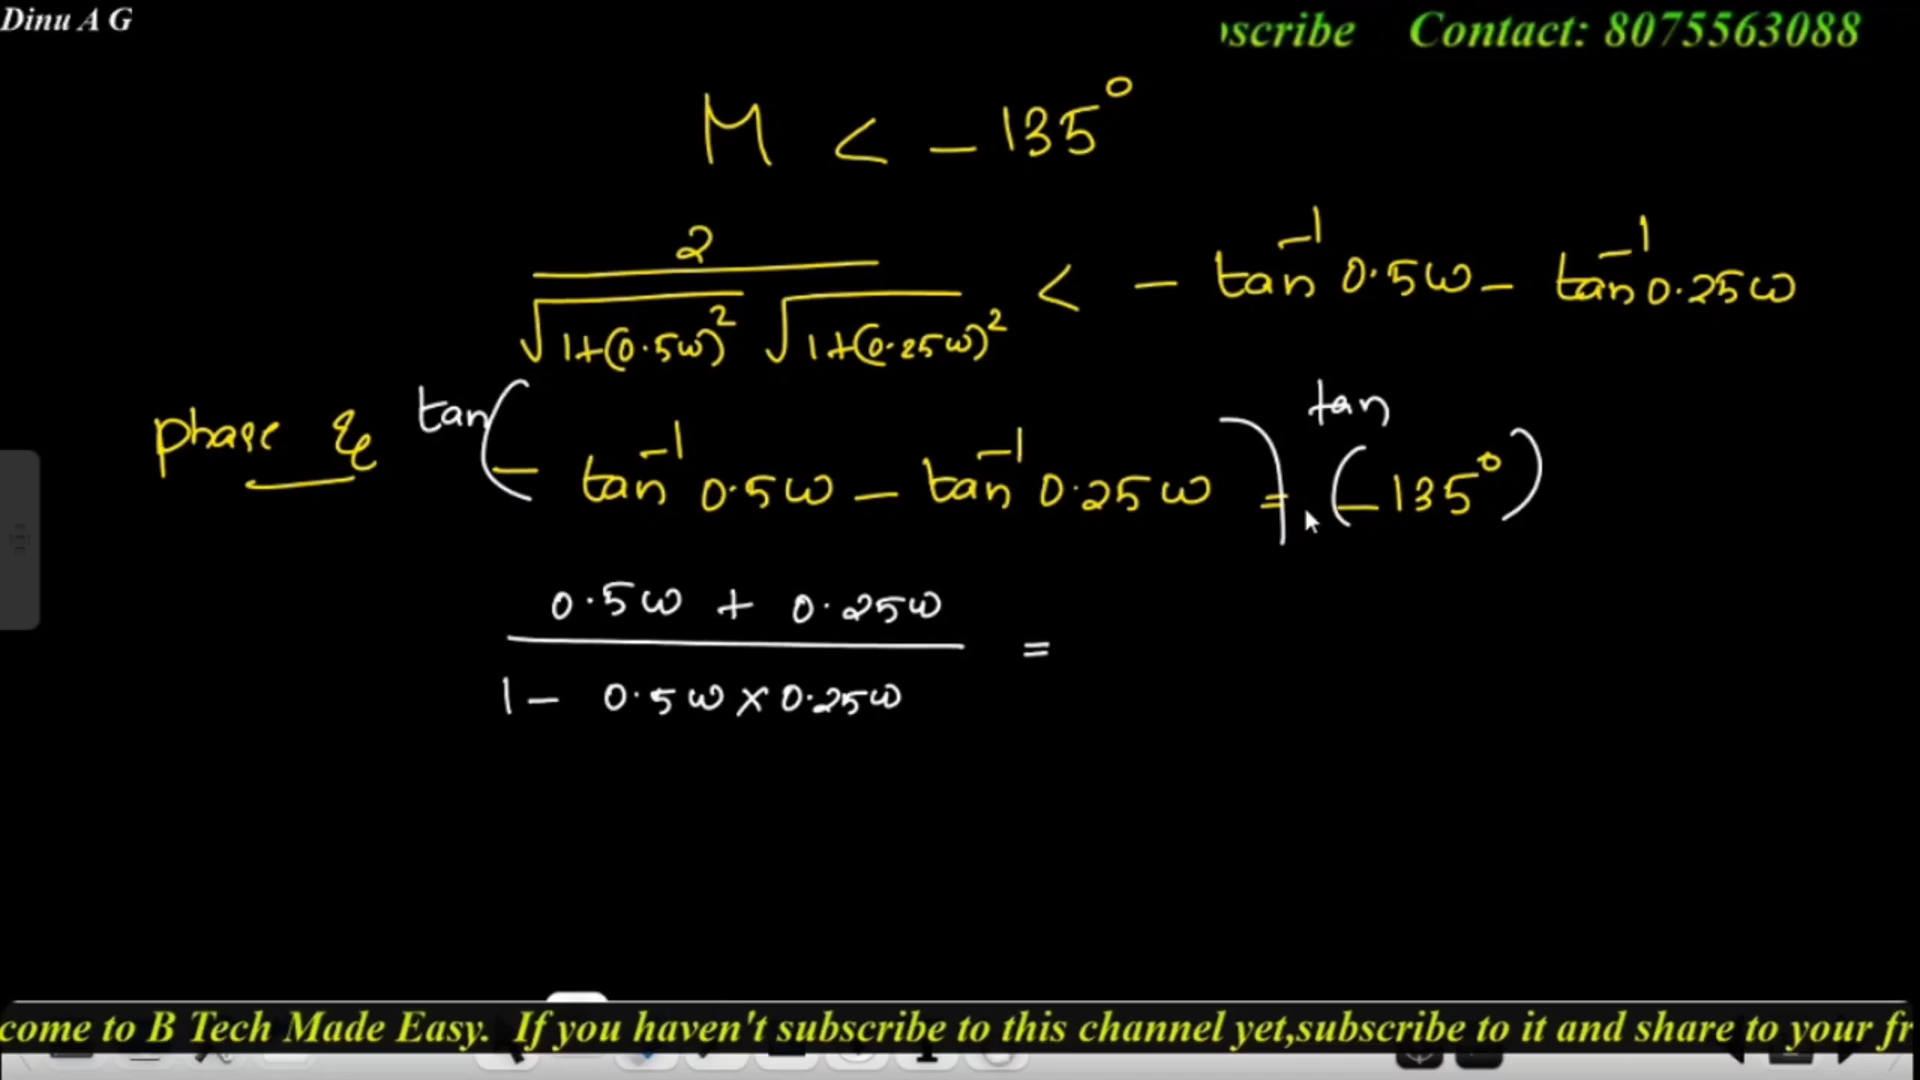 Dinu A G
scribe Contact: 8075563088
M < - 135°
2 / √1+(0.5ω)² √1+(0.25ω)² < - tan⁻¹ 0.5ω - tan⁻¹ 0.25ω
phase tan( - tan⁻¹ 0.5ω - tan⁻¹ 0.25ω ) = tan ( - 135° )
0.5ω + 0.25ω / 1 - 0.5ω × 0.25ω =
come to B Tech Made Easy. If you haven't subscribe to this channel yet,subscribe to it and share to your fr